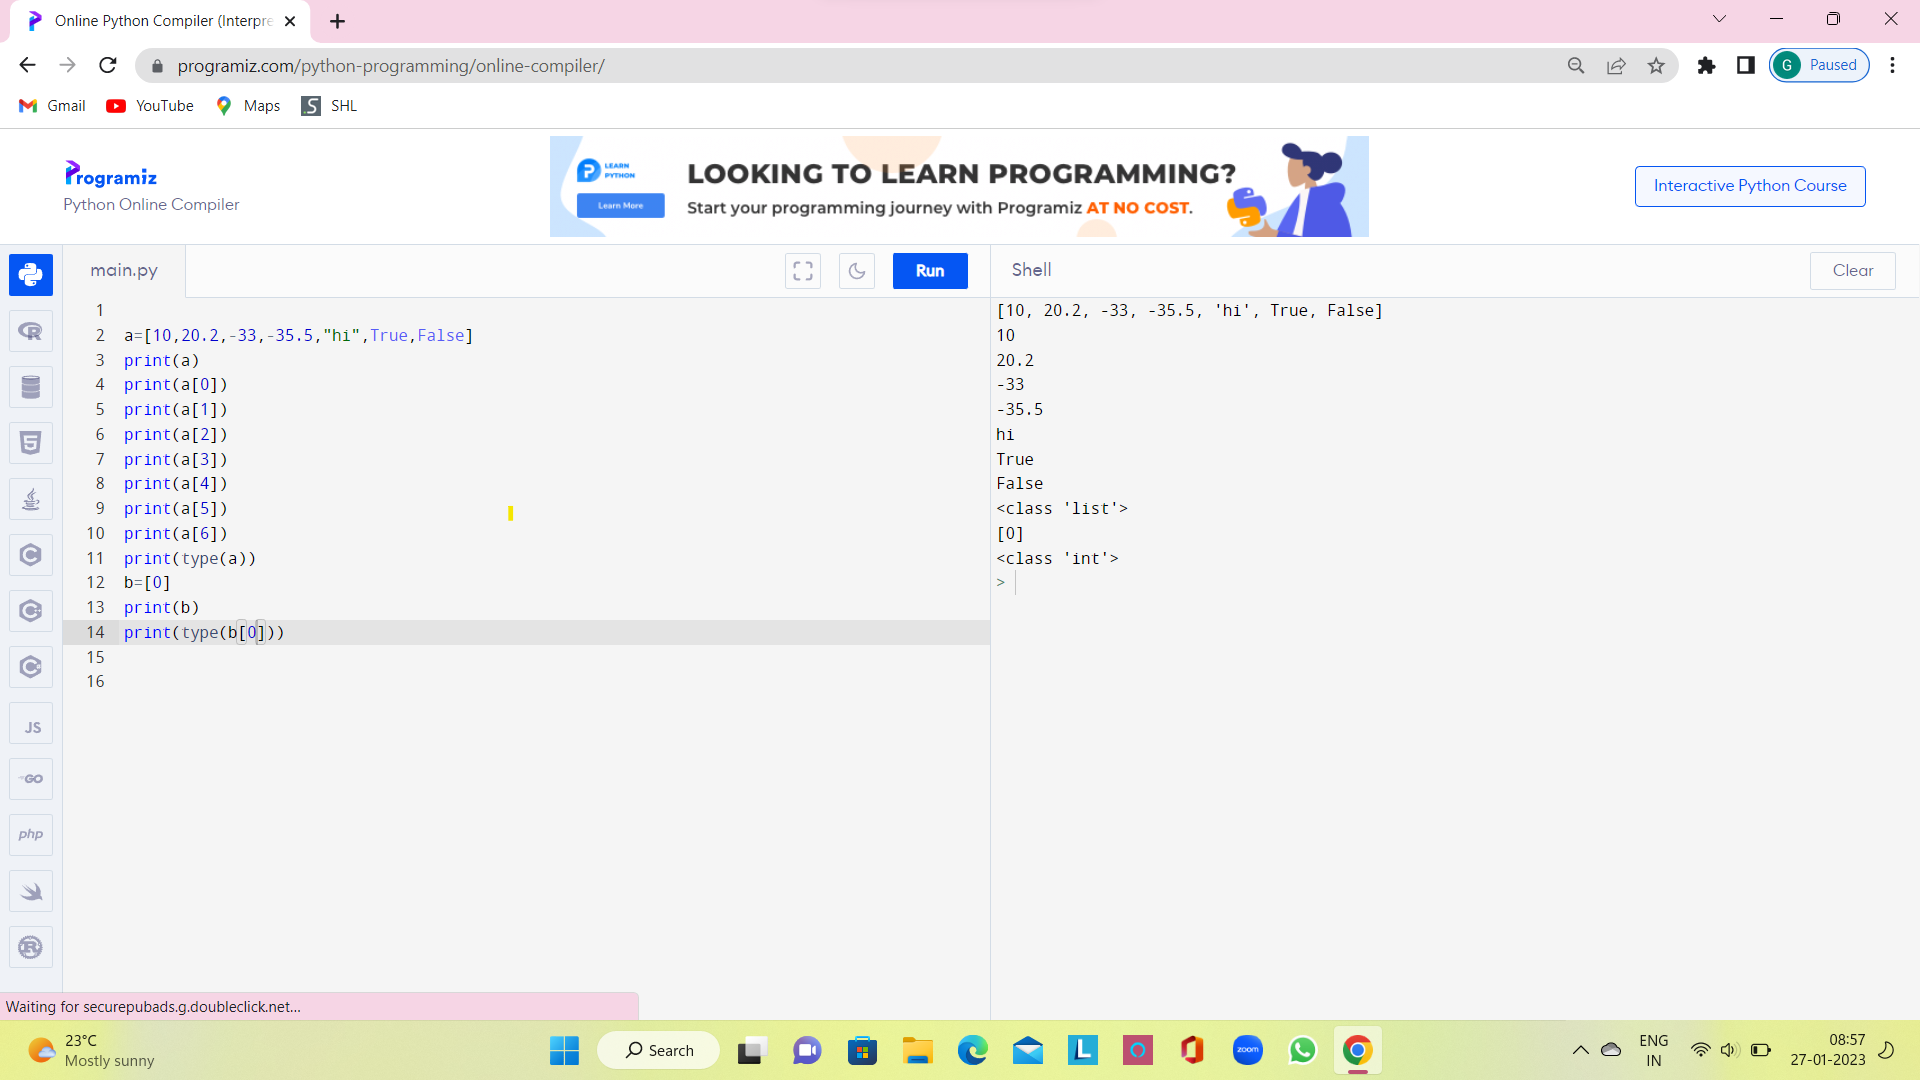 Online Python Compiler (Interpre
programiz.com/python-programming/online-compiler/
G Paused
Gmail YouTube Maps SHL
Programiz
Python Online Compiler
LEARN
PYTHON
Learn More
LOOKING TO LEARN PROGRAMMING?
Start your programming journey with Programiz AT NO COST.
Interactive Python Course
main.py
Run
Shell
Clear
1
2 a=[10,20.2,-33,-35.5,"hi",True,False]
3 print(a)
4 print(a[0])
5 print(a[1])
6 print(a[2])
7 print(a[3])
8 print(a[4])
9 print(a[5])
10 print(a[6])
11 print(type(a))
12 b=[0]
13 print(b)
14 print(type(b[0]))
15
16
[10, 20.2, -33, -35.5, 'hi', True, False]
10
20.2
-33
-35.5
hi
True
False
<class 'list'>
[0]
<class 'int'>
>
R
5
C
C
C
JS
GO
php
R
Waiting for securepubads.g.doubleclick.net...
23°C
Mostly sunny
Search
L
zoom
ENG
IN
08:57
27-01-2023